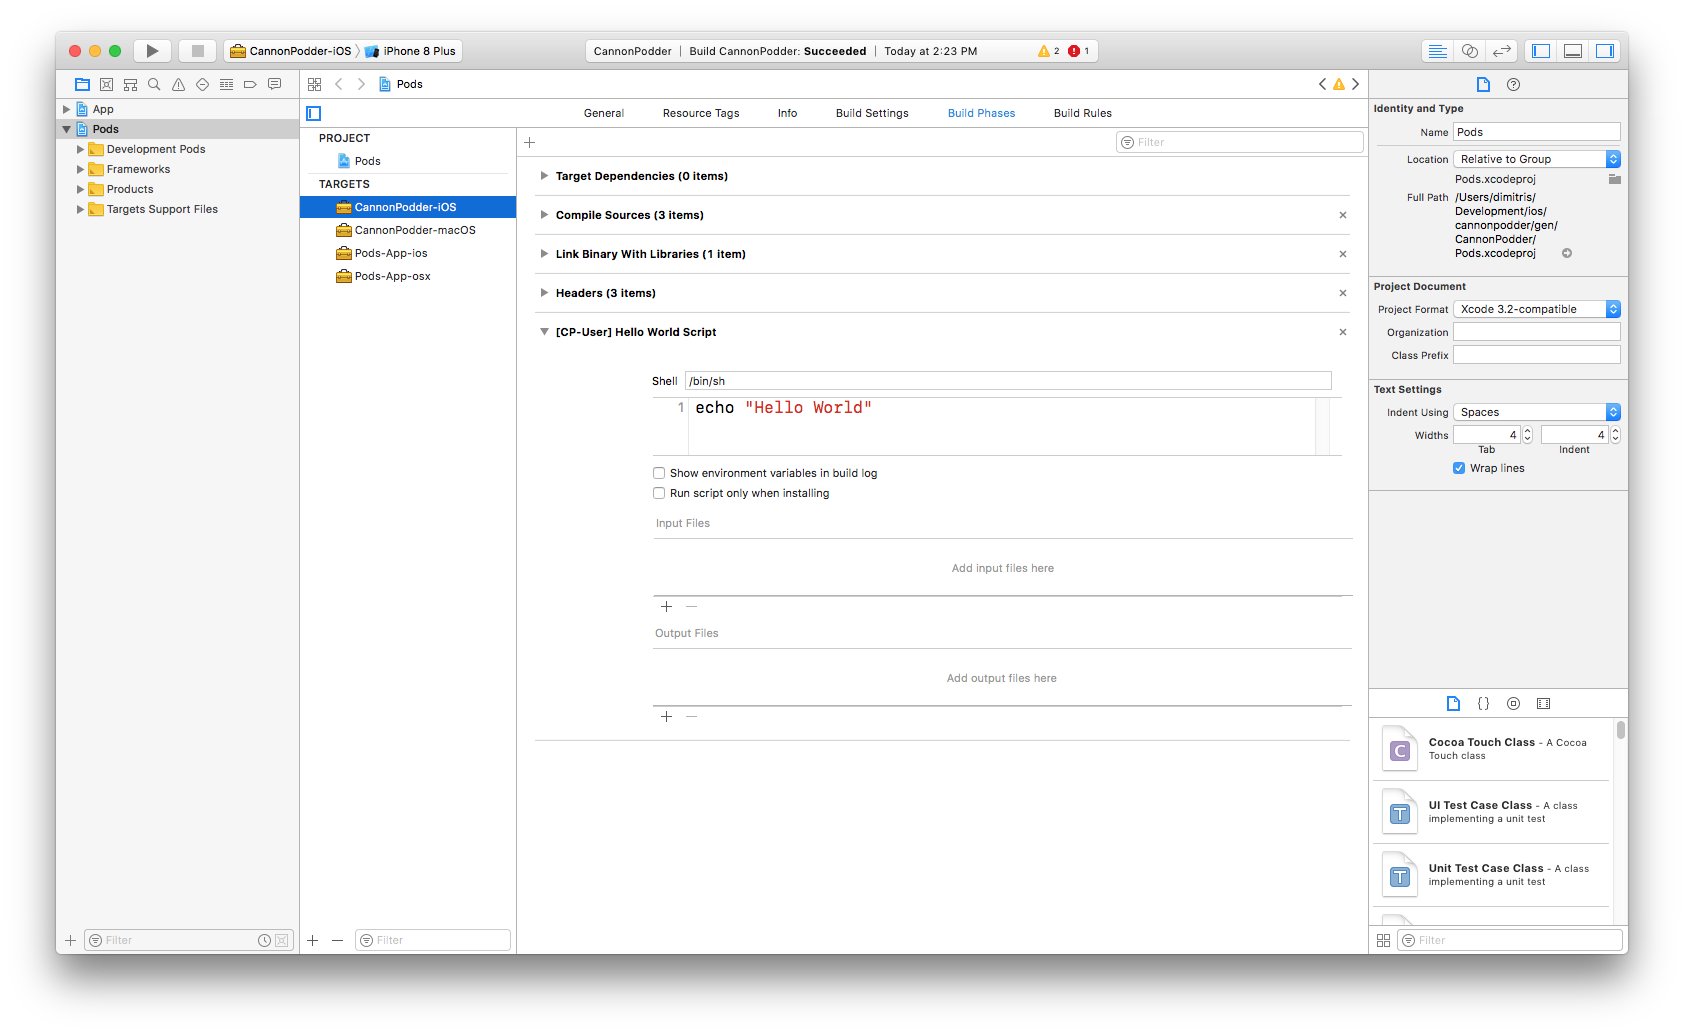 CannonPodder-iOS
iPhone 8 Plus
CannonPodder | Build CannonPodder: Succeeded | Today at 2:23 PM
2
1
App
Pods
Development Pods
Frameworks
Products
Targets Support Files
Filter
Pods
General
Resource Tags
Info
Build Settings
Build Phases
Build Rules
PROJECT
Pods
TARGETS
CannonPodder-iOS
CannonPodder-macOS
Pods-App-ios
Pods-App-osx
Filter
Filter
Target Dependencies (0 items)
Compile Sources (3 items)
Link Binary With Libraries (1 item)
Headers (3 items)
[CP-User] Hello World Script
Shell /bin/sh
1 echo "Hello World"
Show environment variables in build log
Run script only when installing
Input Files
Add input files here
Output Files
Add output files here
Identity and Type
Name Pods
Location Relative to Group
Pods.xcodeproj
Full Path /Users/dimitris/
Development/ios/
cannonpodder/gen/
CannonPodder/
Pods.xcodeproj
Project Document
Project Format Xcode 3.2-compatible
Organization
Class Prefix
Text Settings
Indent Using Spaces
Widths 4 4
Tab Indent
Wrap lines
{}
C
Cocoa Touch Class - A Cocoa
Touch class
T
UI Test Case Class - A class
implementing a unit test
T
Unit Test Case Class - A class
implementing a unit test
Filter